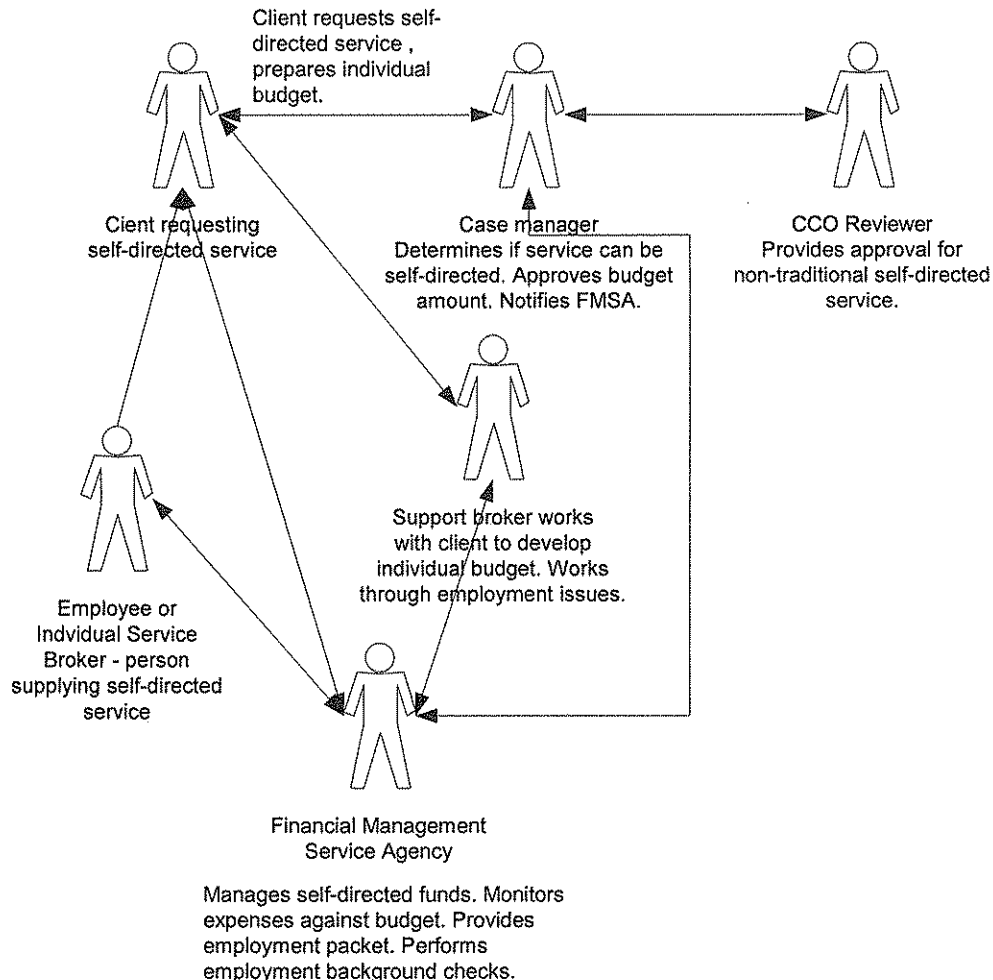 Client requests self-
directed service ,
prepares individual
budget.
Cient requesting
self-directed service
Case manager
Determines if service can be
self-directed. Approves budget
amount. Notifies FMSA.
CCO Reviewer
Provides approval for
non-traditional self-directed
service.
Support broker works
with client to develop
individual budget. Works
through employment issues.
Employee or
Indvidual Service
Broker - person
supplying self-directed
service
Financial Management
Service Agency
Manages self-directed funds. Monitors
expenses against budget. Provides
employment packet. Performs
employment background checks.